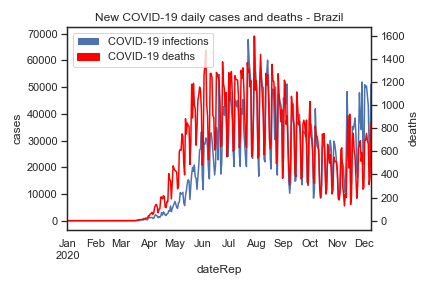 New COVID-19 daily cases and deaths - Brazil
COVID-19 infections
COVID-19 deaths
70000
60000
50000
40000
30000
20000
10000
0
cases
1600
1400
1200
1000
800
600
400
200
0
deaths
Jan Feb Mar Apr May Jun Jul Aug Sep Oct Nov Dec
2020
dateRep